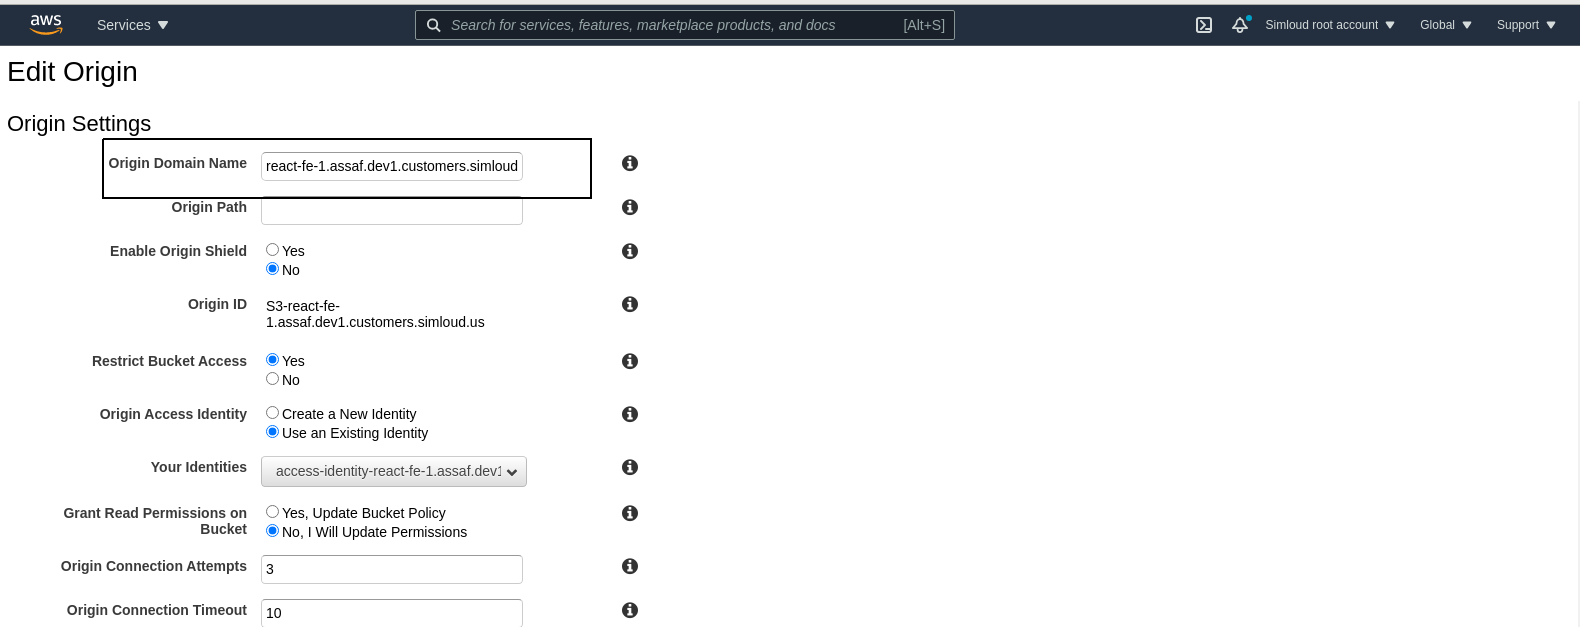 aws Services Search for services, features, marketplace products, and docs [Alt+S] Simloud root account Global Support
Edit Origin
Origin Settings
Origin Domain Name react-fe-1.assaf.dev1.customers.simloud
Origin Path
Enable Origin Shield Yes
No
Origin ID S3-react-fe-
1.assaf.dev1.customers.simloud.us
Restrict Bucket Access Yes
No
Origin Access Identity Create a New Identity
Use an Existing Identity
Your Identities access-identity-react-fe-1.assaf.dev1
Grant Read Permissions on Yes, Update Bucket Policy
Bucket No, I Will Update Permissions
Origin Connection Attempts 3
Origin Connection Timeout 10